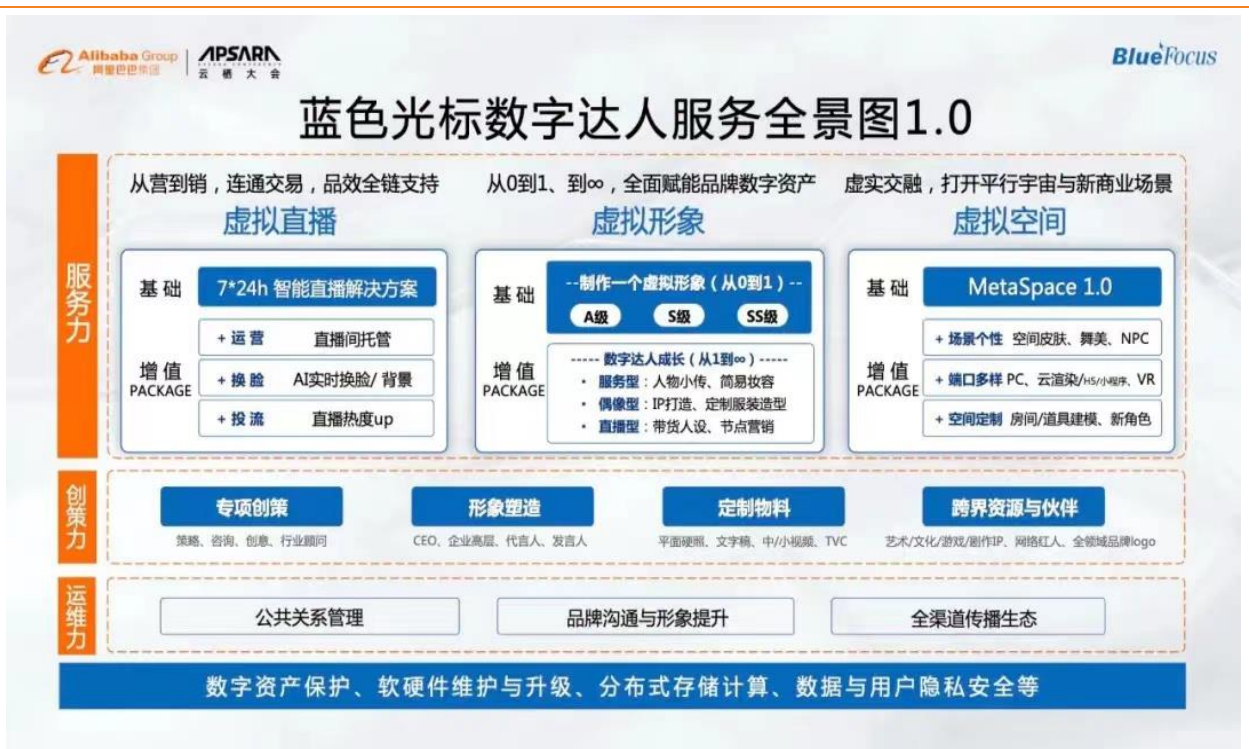 Alibaba Group
阿里巴巴集团
APSARA
云栖大会
BlueFocus
蓝色光标数字达人服务全景图1.0
服务力
从营到销，连通交易，品效全链支持
虚拟直播
基础
7*24h 智能直播解决方案
增值
PACKAGE
+ 运营 直播间托管
+ 换脸 AI实时换脸/ 背景
+ 投流 直播热度up
从0到1、到∞，全面赋能品牌数字资产
虚拟形象
基础
--制作一个虚拟形象（从0到1）--
A级 S级 SS级
增值
PACKAGE
----- 数字达人成长（从1到∞）-----
• 服务型：人物小传、简易妆容
• 偶像型：IP打造、定制服装造型
• 直播型：带货人设、节点营销
虚实交融，打开平行宇宙与新商业场景
虚拟空间
基础
MetaSpace 1.0
增值
PACKAGE
+ 场景个性 空间皮肤、舞美、NPC
+ 端口多样 PC、云渲染/H5/小程序、VR
+ 空间定制 房间/道具建模、新角色
创策力
专项创策
策略、咨询、创意、行业顾问
形象塑造
CEO、企业高层、代言人、发言人
定制物料
平面硬照、文字稿、中/小视频、TVC
跨界资源与伙伴
艺术/文化/游戏/剧作IP、网络红人、全领域品牌logo
运维力
公共关系管理
品牌沟通与形象提升
全渠道传播生态
数字资产保护、软硬件维护与升级、分布式存储计算、数据与用户隐私安全等